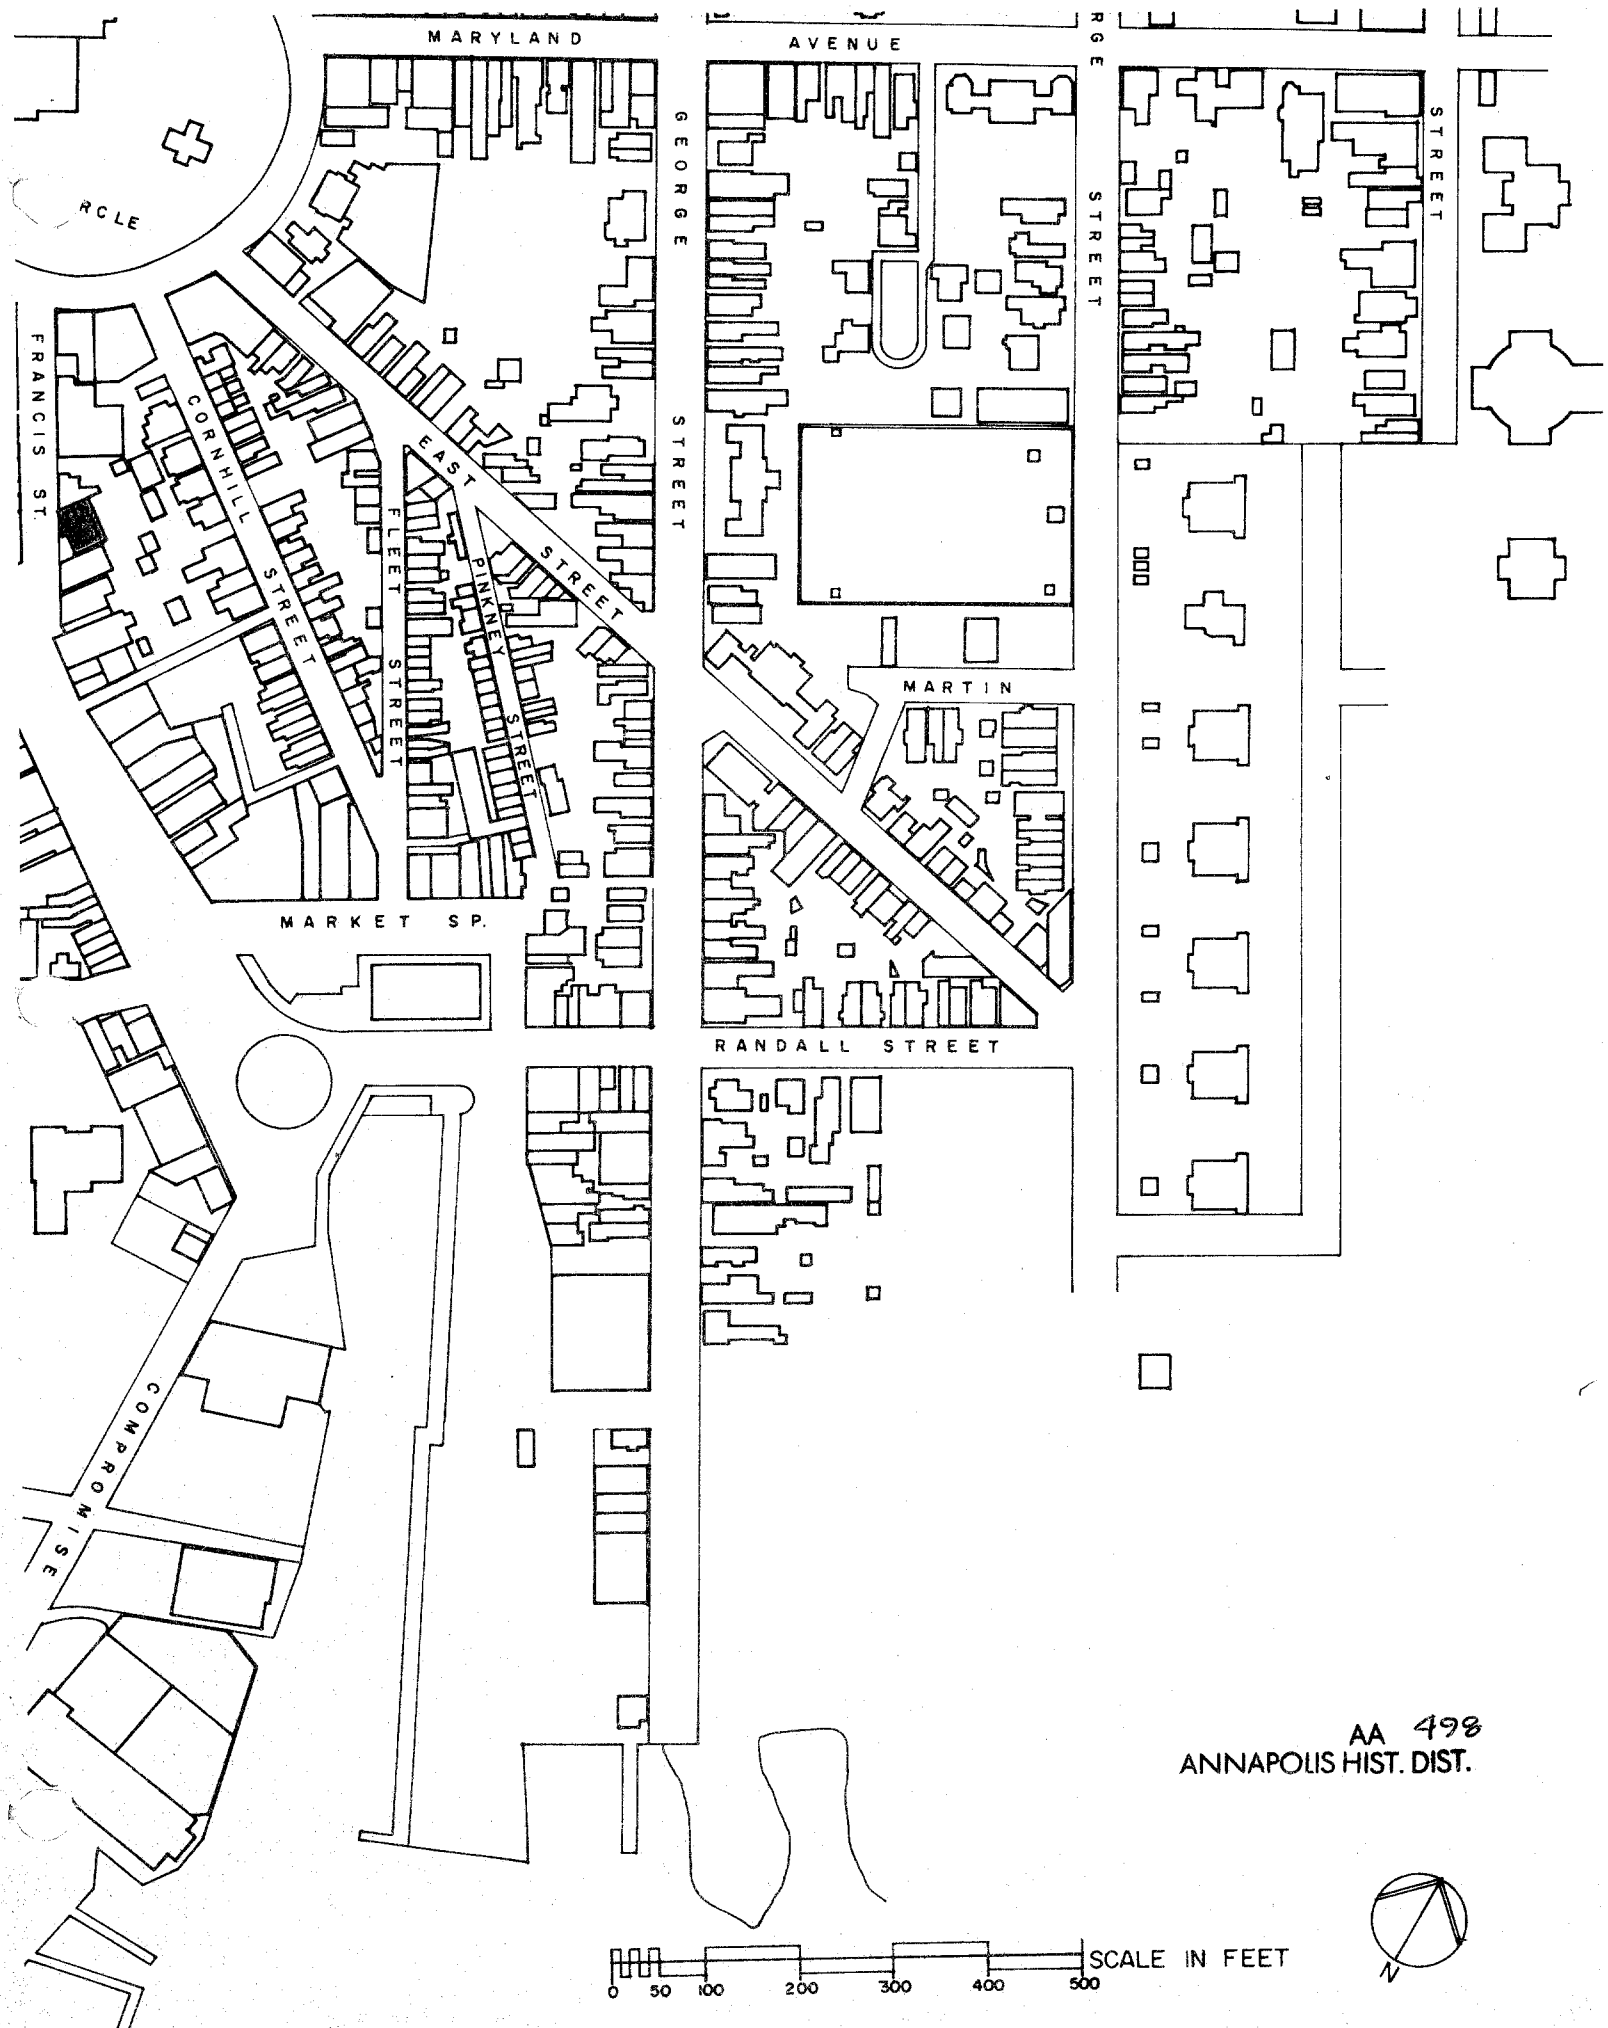 MARYLAND AVENUE
RGE
STREET
STREET
GEORGE
STREET
RCLE
FRANCIS ST.
CORNHILL
STREET
EAST
STREET
FLEET
STREET
PINKNEY
STREET
MARTIN
MARKET SP.
RANDALL STREET
COMPROMISE
AA 498
ANNAPOLIS HIST. DIST.
N
SCALE IN FEET
0 50 100 200 300 400 500